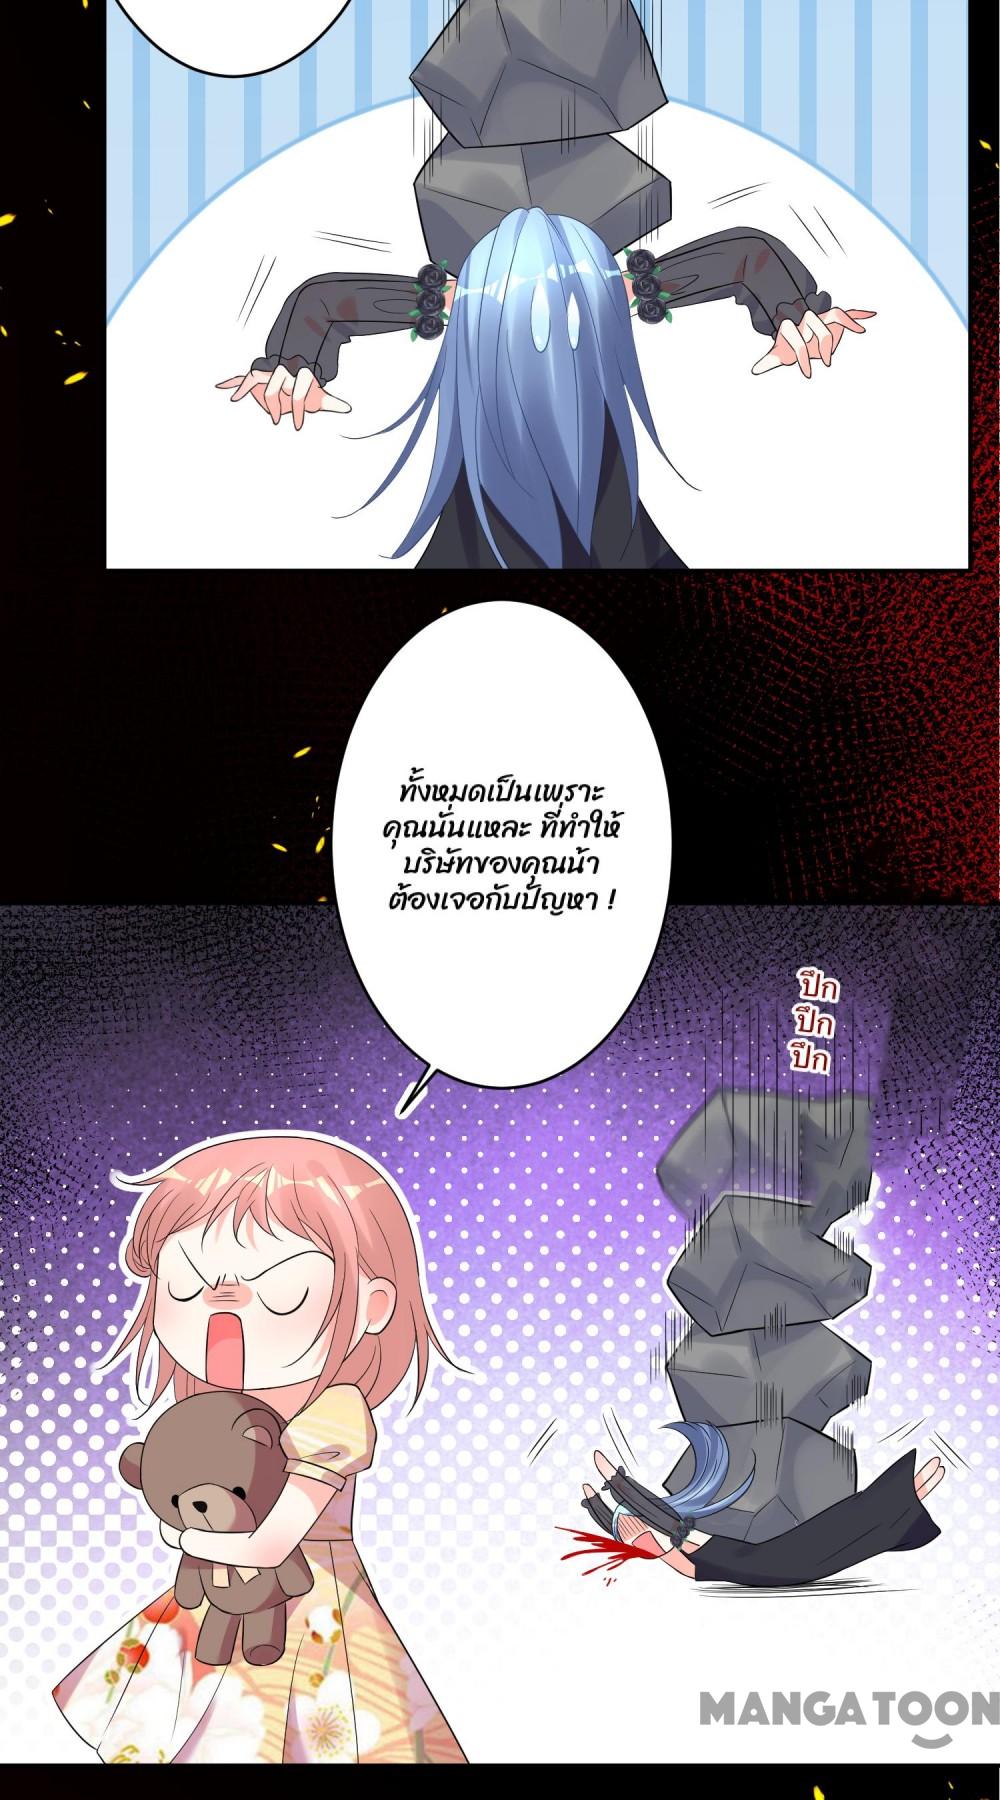 ทั้งหมดเป็นเพราะ
คุณนั่นแหละ ที่ทำให้
บริษัทของคุณน้า
ต้องเจอกับปัญหา !
ปึก
ปึก
ปึก
MANGATOON